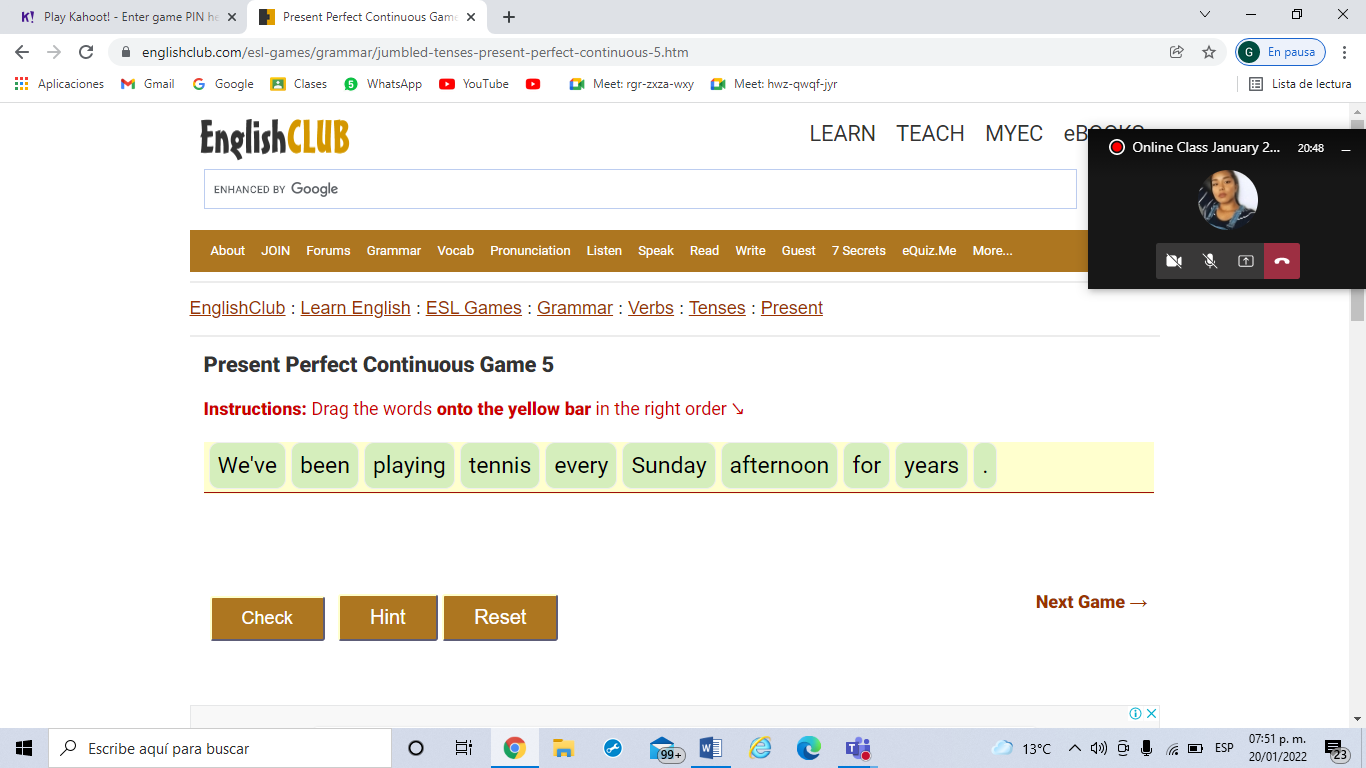 Play Kahoot! - Enter game PIN he
Present Perfect Continuous Game
englishclub.com/esl-games/grammar/jumbled-tenses-present-perfect-continuous-5.htm
G En pausa
Aplicaciones Gmail Google Clases WhatsApp YouTube Meet: rgr-zxza-wxy Meet: hwz-qwqf-jyr Lista de lectura
EnglishCLUB
LEARN TEACH MYEC eBOOKS
Online Class January 2... 20:48
ENHANCED BY Google
About JOIN Forums Grammar Vocab Pronunciation Listen Speak Read Write Guest 7 Secrets eQuiz.Me More...
EnglishClub : Learn English : ESL Games : Grammar : Verbs : Tenses : Present
Present Perfect Continuous Game 5
Instructions: Drag the words onto the yellow bar in the right order ↘
We've been playing tennis every Sunday afternoon for years .
Check Hint Reset
Next Game →
Escribe aquí para buscar
99+
13°C ESP
07:51 p. m.
20/01/2022
23